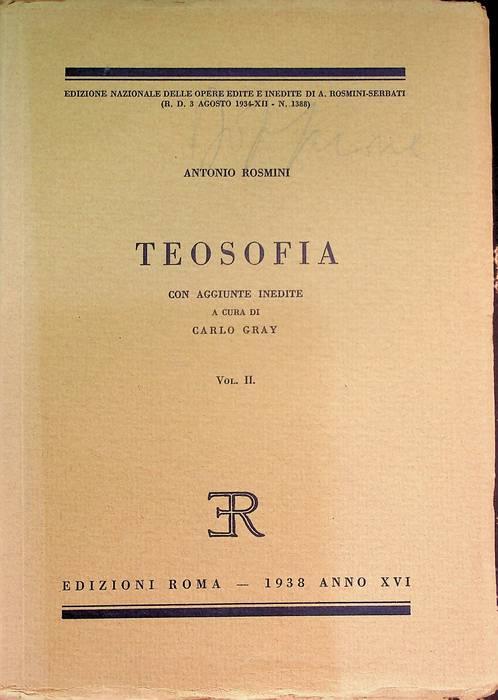 EDIZIONE NAZIONALE DELLE OPERE EDITE E INEDITE DI A. ROSMINI-SERBATI
(R. D. 3 AGOSTO 1934-XII - N. 1388)
ANTONIO ROSMINI
TEOSOFIA
CON AGGIUNTE INEDITE
A CURA DI
CARLO GRAY
VOL. II.
ER
EDIZIONI ROMA — 1938 ANNO XVI